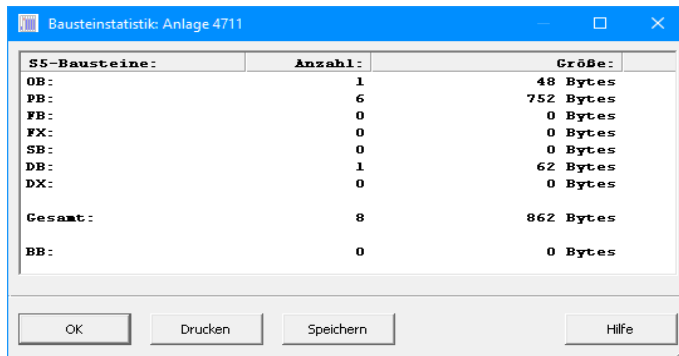 Bausteinstatistik: Anlage 4711
S5-Bausteine: Anzahl: Größe:
OB: 1 48 Bytes
PB: 6 752 Bytes
FB: 0 0 Bytes
FX: 0 0 Bytes
SB: 0 0 Bytes
DB: 1 62 Bytes
DX: 0 0 Bytes
Gesamt: 8 862 Bytes
BB: 0 0 Bytes
OK Drucken Speichern Hilfe